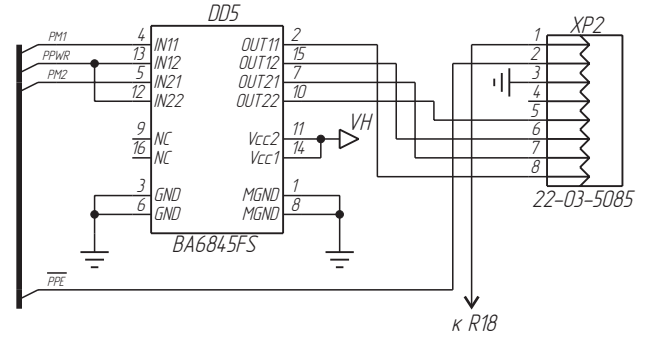 DD5
XP2
PM1 4 IN11 OUT11 2 1
PPWR 13 IN12 OUT12 15 2
PM2 5 IN21 OUT21 7 3
12 IN22 OUT22 10 4
5
9 NC Vcc2 11 VH 6
16 NC Vcc1 14 7
8
3 GND MGND 1
6 GND MGND 8
22-03-5085
BA6845FS
PPE
к R18